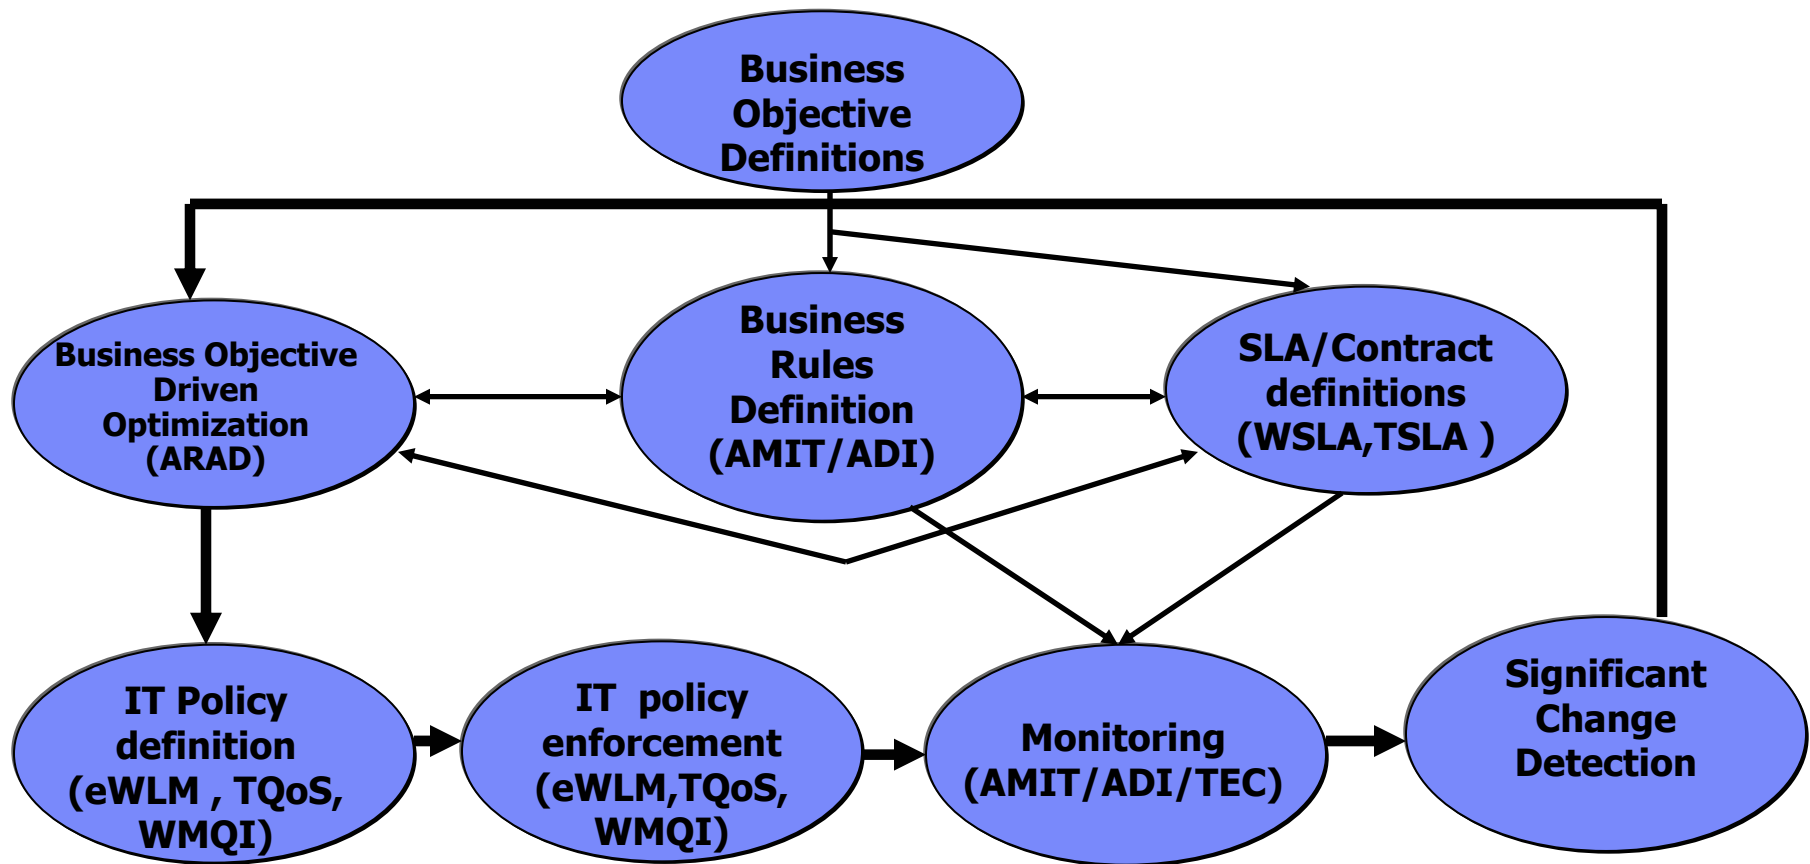 Business
Objective
Definitions
Business Objective
Driven
Optimization
(ARAD)
Business
Rules
Definition
(AMIT/ADI)
SLA/Contract
definitions
(WSLA,TSLA )
IT Policy
definition
(eWLM , TQoS,
WMQI)
IT policy
enforcement
(eWLM,TQoS,
WMQI)
Monitoring
(AMIT/ADI/TEC)
Significant
Change
Detection